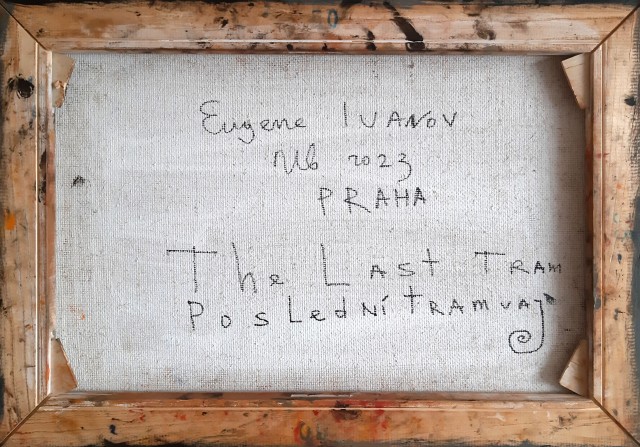 Eugene IVANOV
2023
PRAHA
The Last TRAM
Poslední tramvaj